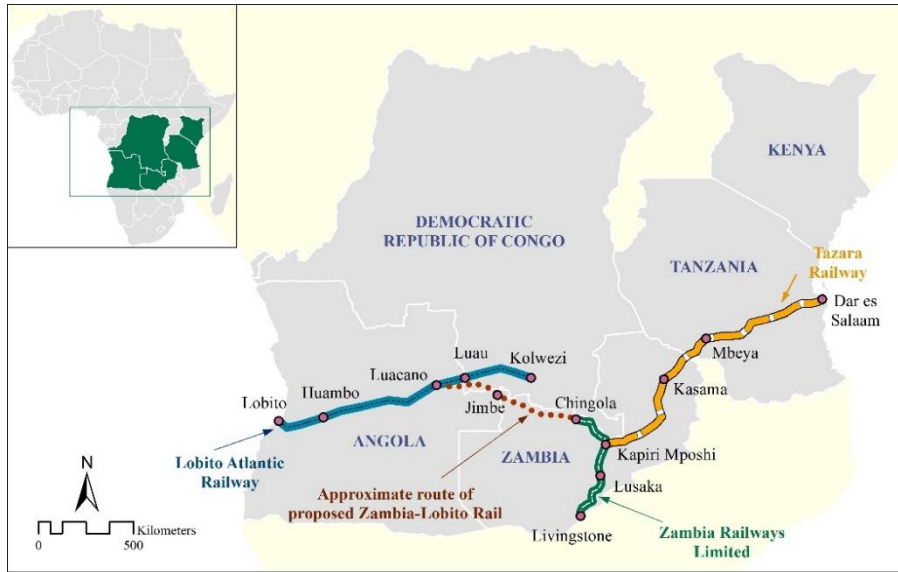 KENYA
DEMOCRATIC
REPUBLIC OF CONGO
TANZANIA
Tazara
Railway
Dar es
Salaam
Mbeya
Kasama
Luau
Kolwezi
Luacano
Huambo
Lobito
Jimbe
Chingola
ANGOLA
ZAMBIA
Kapiri Mposhi
Lobito Atlantic
Railway
Lusaka
Approximate route of
proposed Zambia-Lobito Rail
Livingstone
Zambia Railways
Limited
N
Kilometers
0 500